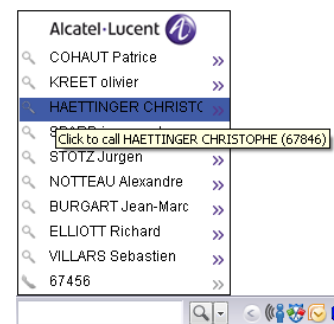 Alcatel·Lucent
COHAUT Patrice
KREET olivier
HAETTINGER CHRISTC
Click to call HAETTINGER CHRISTOPHE (67846)
STOTZ Jurgen
NOTTEAU Alexandre
BURGART Jean-Marc
ELLIOTT Richard
VILLARS Sebastien
67456